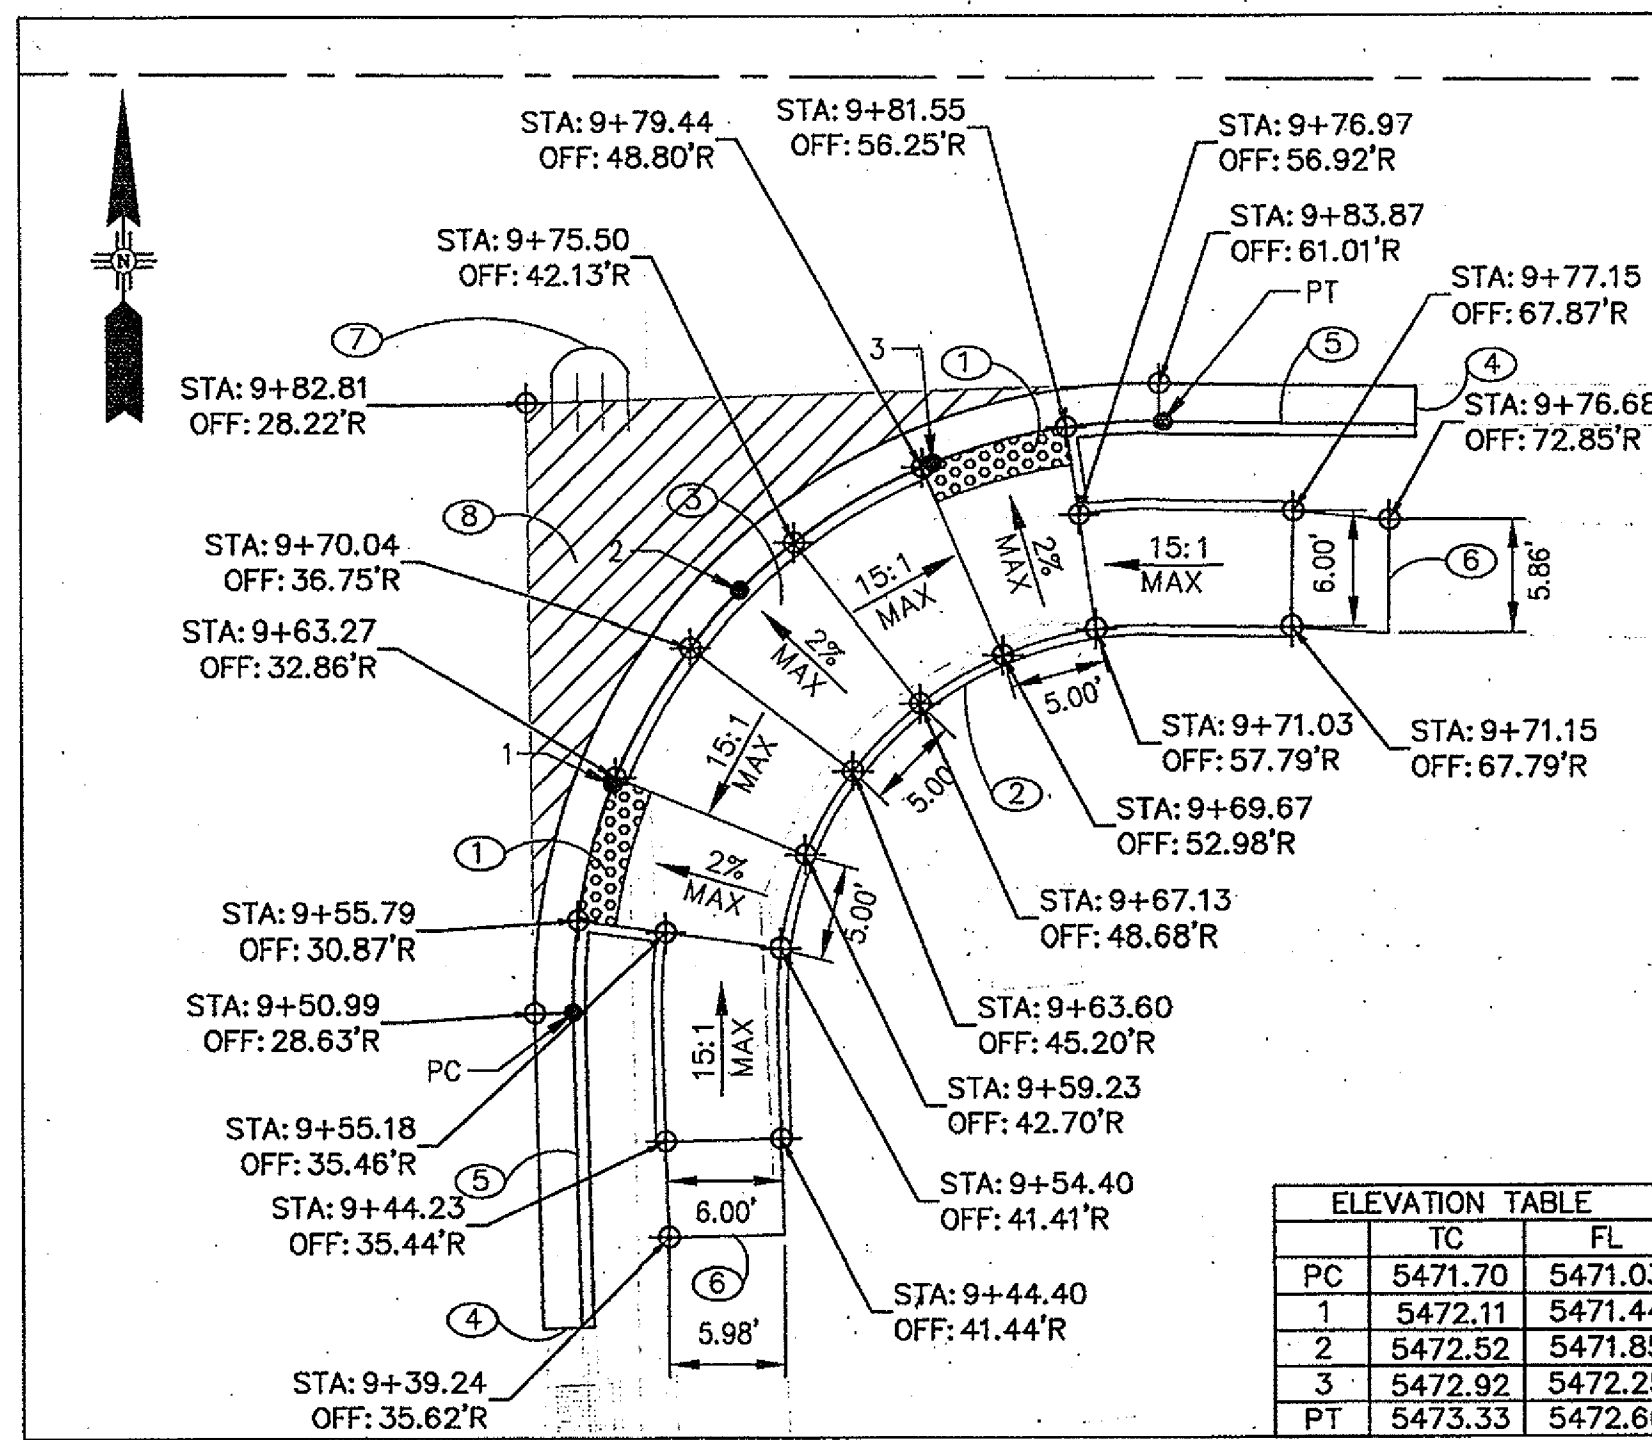 STA: 9+79.44
OFF: 48.80'R
STA: 9+81.55
OFF: 56.25'R
STA: 9+76.97
OFF: 56.92'R
STA: 9+75.50
OFF: 42.13'R
STA: 9+83.87
OFF: 61.01'R
N
PT
STA: 9+77.15
OFF: 67.87'R
7
3
1
5
4
STA: 9+82.81
OFF: 28.22'R
STA: 9+76.68
OFF: 72.85'R
8
3
2
STA: 9+70.04
OFF: 36.75'R
15:1
MAX
2%
MAX
15:1
MAX
6.00'
6
5.86'
STA: 9+63.27
OFF: 32.86'R
2%
MAX
5.00'
1
15:1
MAX
5.00'
2
STA: 9+71.03
OFF: 57.79'R
STA: 9+71.15
OFF: 67.79'R
1
2%
MAX
5.00'
STA: 9+69.67
OFF: 52.98'R
STA: 9+67.13
OFF: 48.68'R
STA: 9+55.79
OFF: 30.87'R
STA: 9+50.99
OFF: 28.63'R
PC
15:1
MAX
STA: 9+63.60
OFF: 45.20'R
STA: 9+59.23
OFF: 42.70'R
STA: 9+55.18
OFF: 35.46'R
5
STA: 9+54.40
OFF: 41.41'R
STA: 9+44.23
OFF: 35.44'R
6.00'
6
STA: 9+44.40
OFF: 41.44'R
4
5.98'
STA: 9+39.24
OFF: 35.62'R
ELEVATION TABLE
TC FL
PC 5471.70 5471.03
1 5472.11 5471.44
2 5472.52 5471.85
3 5472.92
PT 5473.33